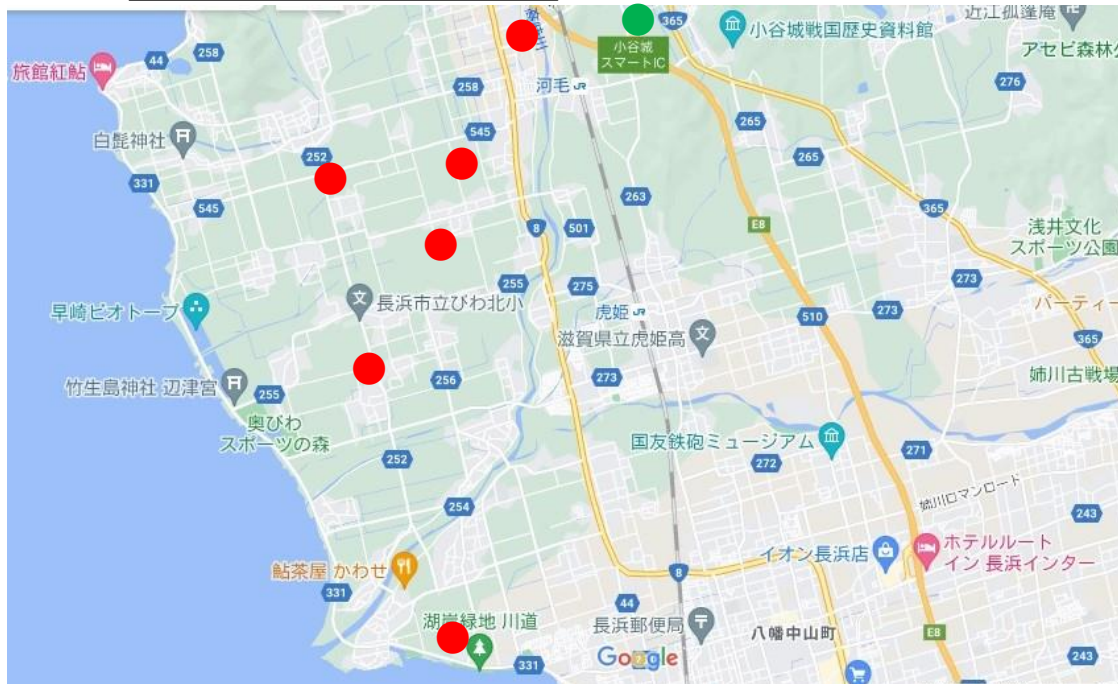 365
近江孤篷庵
小谷城戦国歴史資料館
小谷城
スマートIC
アセビ森林公
44
258
旅館紅鮎
河毛 JR
258
276
265
白髭神社
545
252
265
331
263
545
365
浅井文化
スポーツ公園
8
501
E8
273
255
275
長浜市立びわ北小
早崎ビオトープ
虎姫 JR
510
273
パーティー
滋賀県立虎姫高
365
273
256
姉川古戦場
竹生島神社 辺津宮
255
奥びわ
スポーツの森
国友鉄砲ミュージアム
252
272
271
姉川ロマンロード
254
243
イオン長浜店
ホテルルート
イン 長浜インター
鮎茶屋 かわせ
8
331
44
湖岸緑地 川道
長浜郵便局
八幡中山町
E8
243
331
Google